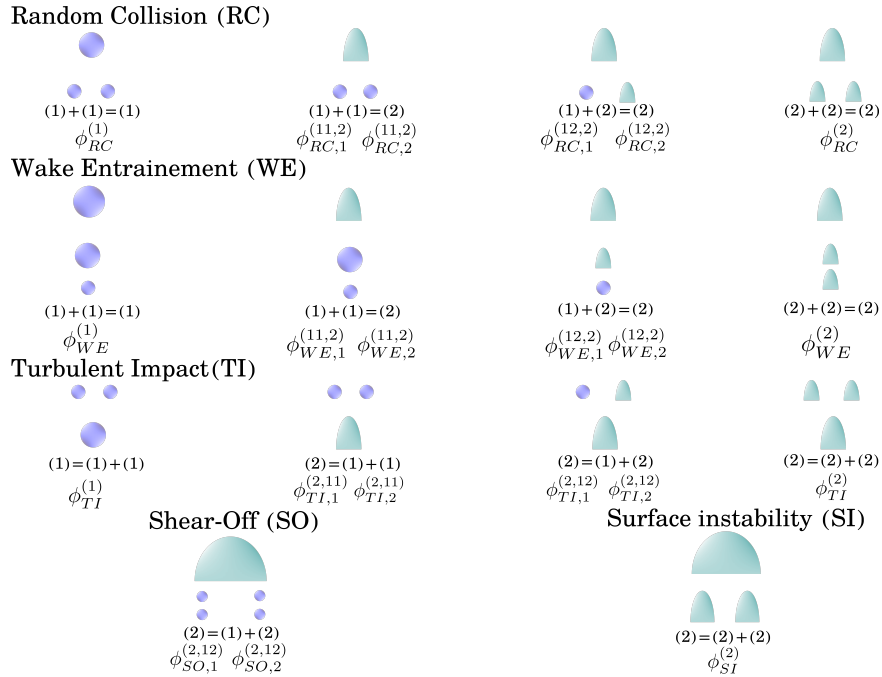 Random Collision (RC)
(1)+(1)=(1) (1)+(1)=(2) (1)+(2)=(2) (2)+(2)=(2)
ϕ_{RC}^{(1)} ϕ_{RC,1}^{(11,2)} ϕ_{RC,2}^{(11,2)} ϕ_{RC,1}^{(12,2)} ϕ_{RC,2}^{(12,2)} ϕ_{RC}^{(2)}
Wake Entrainement (WE)
(1)+(1)=(1) (1)+(1)=(2) (1)+(2)=(2) (2)+(2)=(2)
ϕ_{WE}^{(1)} ϕ_{WE,1}^{(11,2)} ϕ_{WE,2}^{(11,2)} ϕ_{WE,1}^{(12,2)} ϕ_{WE,2}^{(12,2)} ϕ_{WE}^{(2)}
Turbulent Impact(TI)
(1)=(1)+(1) (2)=(1)+(1) (2)=(1)+(2) (2)=(2)+(2)
ϕ_{TI}^{(1)} ϕ_{TI,1}^{(2,11)} ϕ_{TI,2}^{(2,11)} ϕ_{TI,1}^{(2,12)} ϕ_{TI,2}^{(2,12)} ϕ_{TI}^{(2)}
Shear-Off (SO) Surface instability (SI)
(2)=(1)+(2) (2)=(2)+(2)
ϕ_{SO,1}^{(2,12)} ϕ_{SO,2}^{(2,12)} ϕ_{SI}^{(2)}